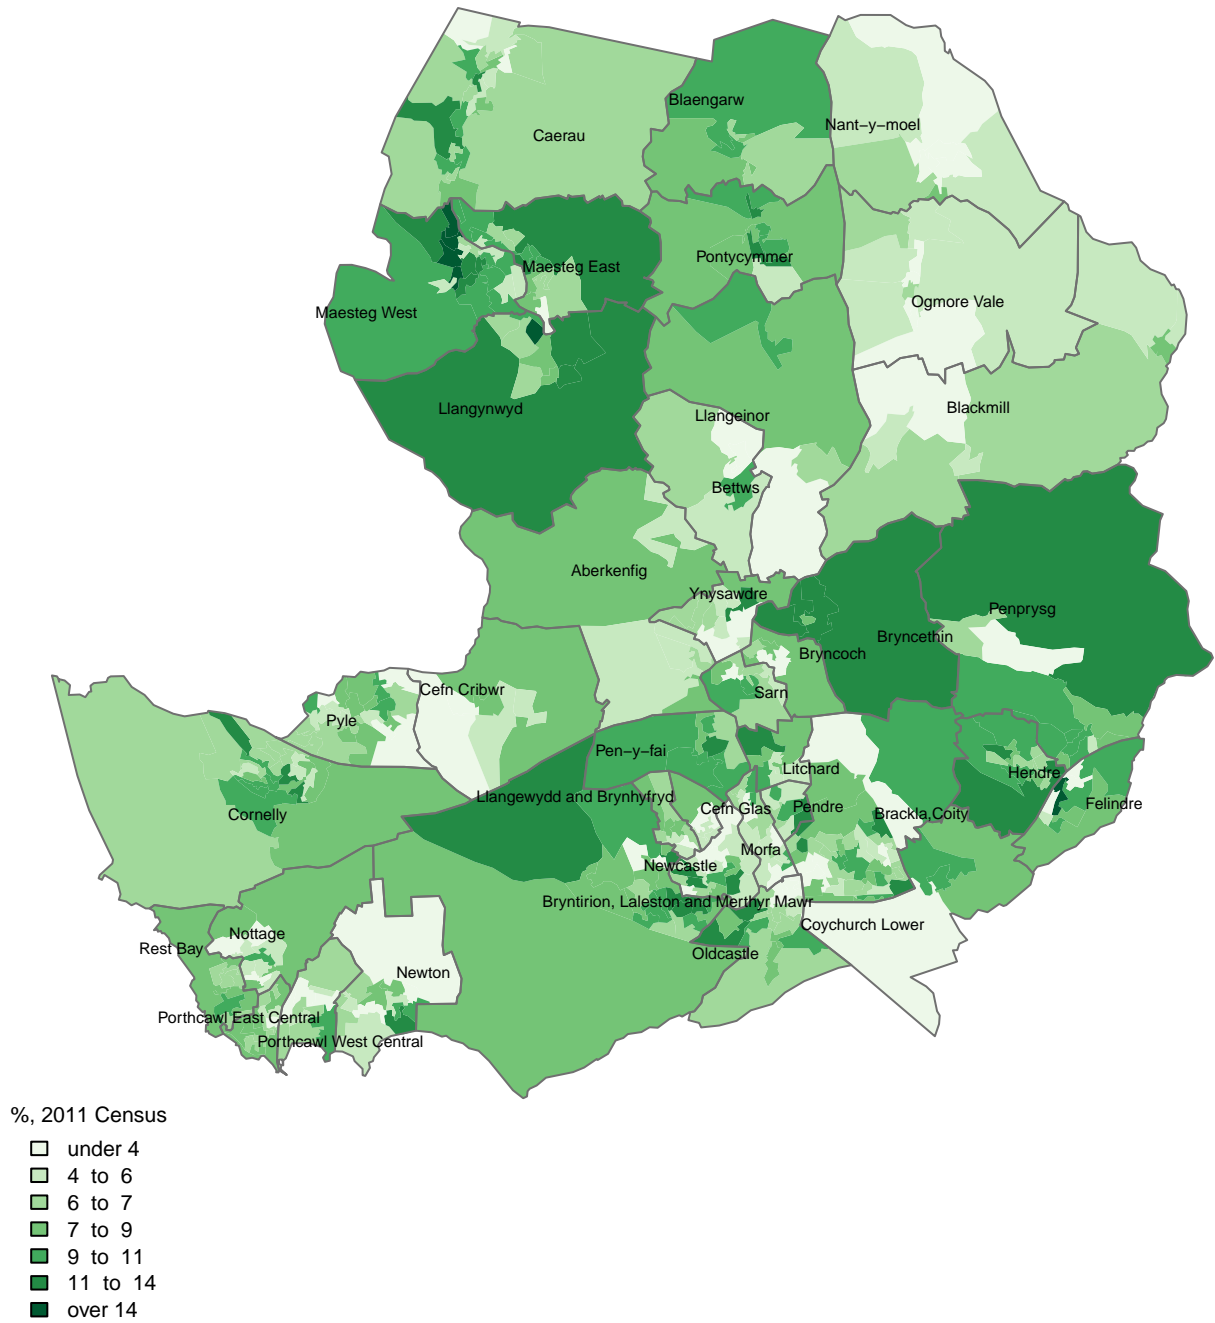 Blaengarw
Nant−y−moel
Caerau
Pontycymmer
Maesteg East
Ogmore Vale
Maesteg West
Llangynwyd
Blackmill
Llangeinor
Bettws
Aberkenfig
Ynysawdre
Penprysg
Bryncethin
Bryncoch
Cefn Cribwr
Sarn
Pyle
Pen−y−fai
Litchard
Hendre
Llangewydd and Brynhyfryd
Felindre
Cefn Glas
Pendre
Cornelly
Brackla,Coity
Morfa
Newcastle
Bryntirion, Laleston and Merthyr Mawr
Coychurch Lower
Nottage
Rest Bay
Oldcastle
Newton
Porthcawl East Central
Porthcawl West Central
%, 2011 Census
under 4
4 to 6
6 to 7
7 to 9
9 to 11
11 to 14
over 14